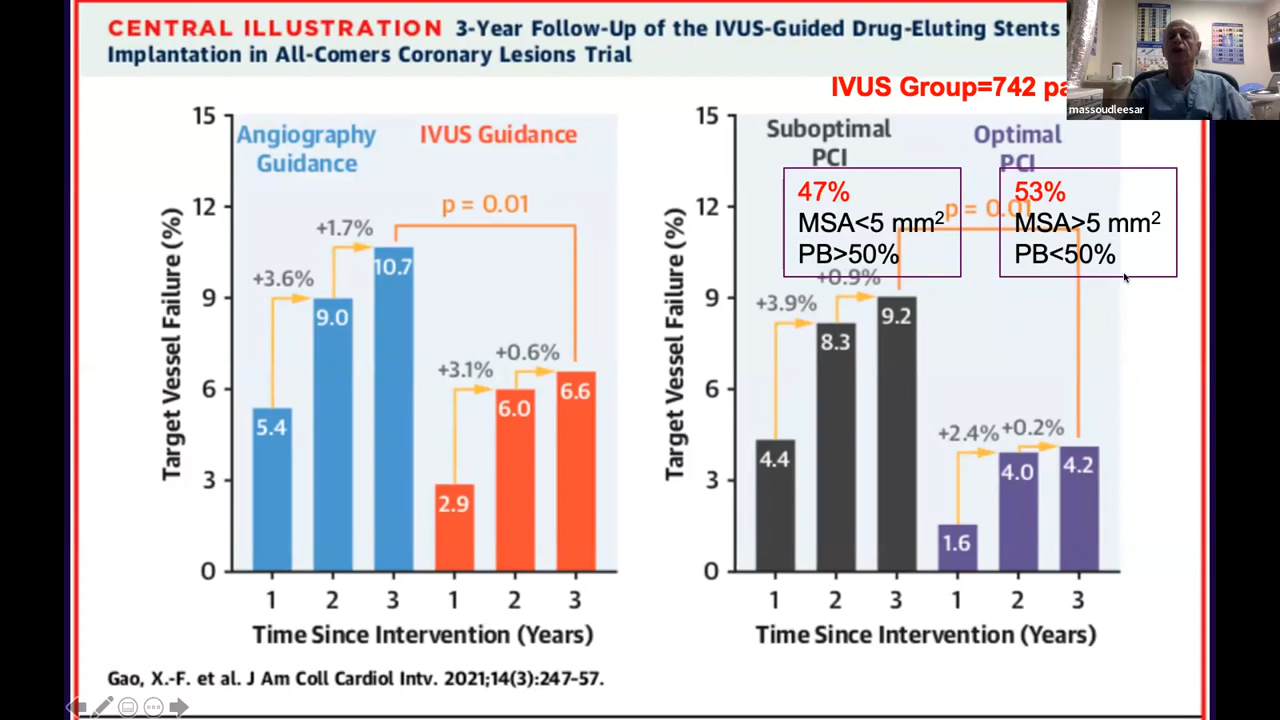 CENTRAL ILLUSTRATION 3-Year Follow-Up of the IVUS-Guided Drug-Eluting Stents
Implantation in All-Comers Coronary Lesions Trial
IVUS Group=742
massoudleesar
Target Vessel Failure (%)
15
12
9
6
3
0
Angiography
Guidance
IVUS Guidance
p = 0.01
+3.6%
+1.7%
+3.1%
+0.6%
5.4
9.0
10.7
2.9
6.0
6.6
1
2
3
1
2
3
Time Since Intervention (Years)
Target Vessel Failure (%)
15
12
9
6
3
0
Suboptimal
PCI
Optimal
PCI
47%
MSA<5 mm²
PB>50%
53%
MSA>5 mm²
PB<50%
p = 0.01
+3.9%
+0.9%
+2.4%
+0.2%
4.4
8.3
9.2
1.6
4.0
4.2
1
2
3
1
2
3
Time Since Intervention (Years)
Gao, X.-F. et al. J Am Coll Cardiol Intv. 2021;14(3):247-57.